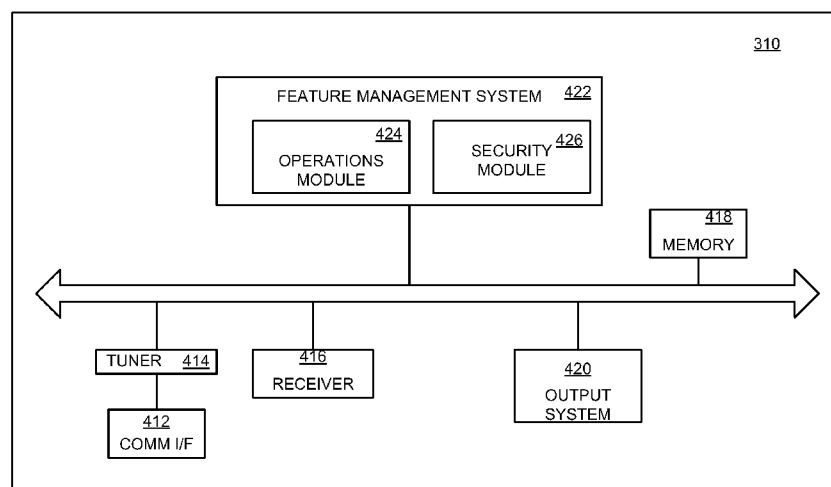 310
FEATURE MANAGEMENT SYSTEM 422
424
OPERATIONS
MODULE
SECURITY 426
MODULE
418
MEMORY
TUNER 414
416
RECEIVER
420
OUTPUT
SYSTEM
412
COMM I/F